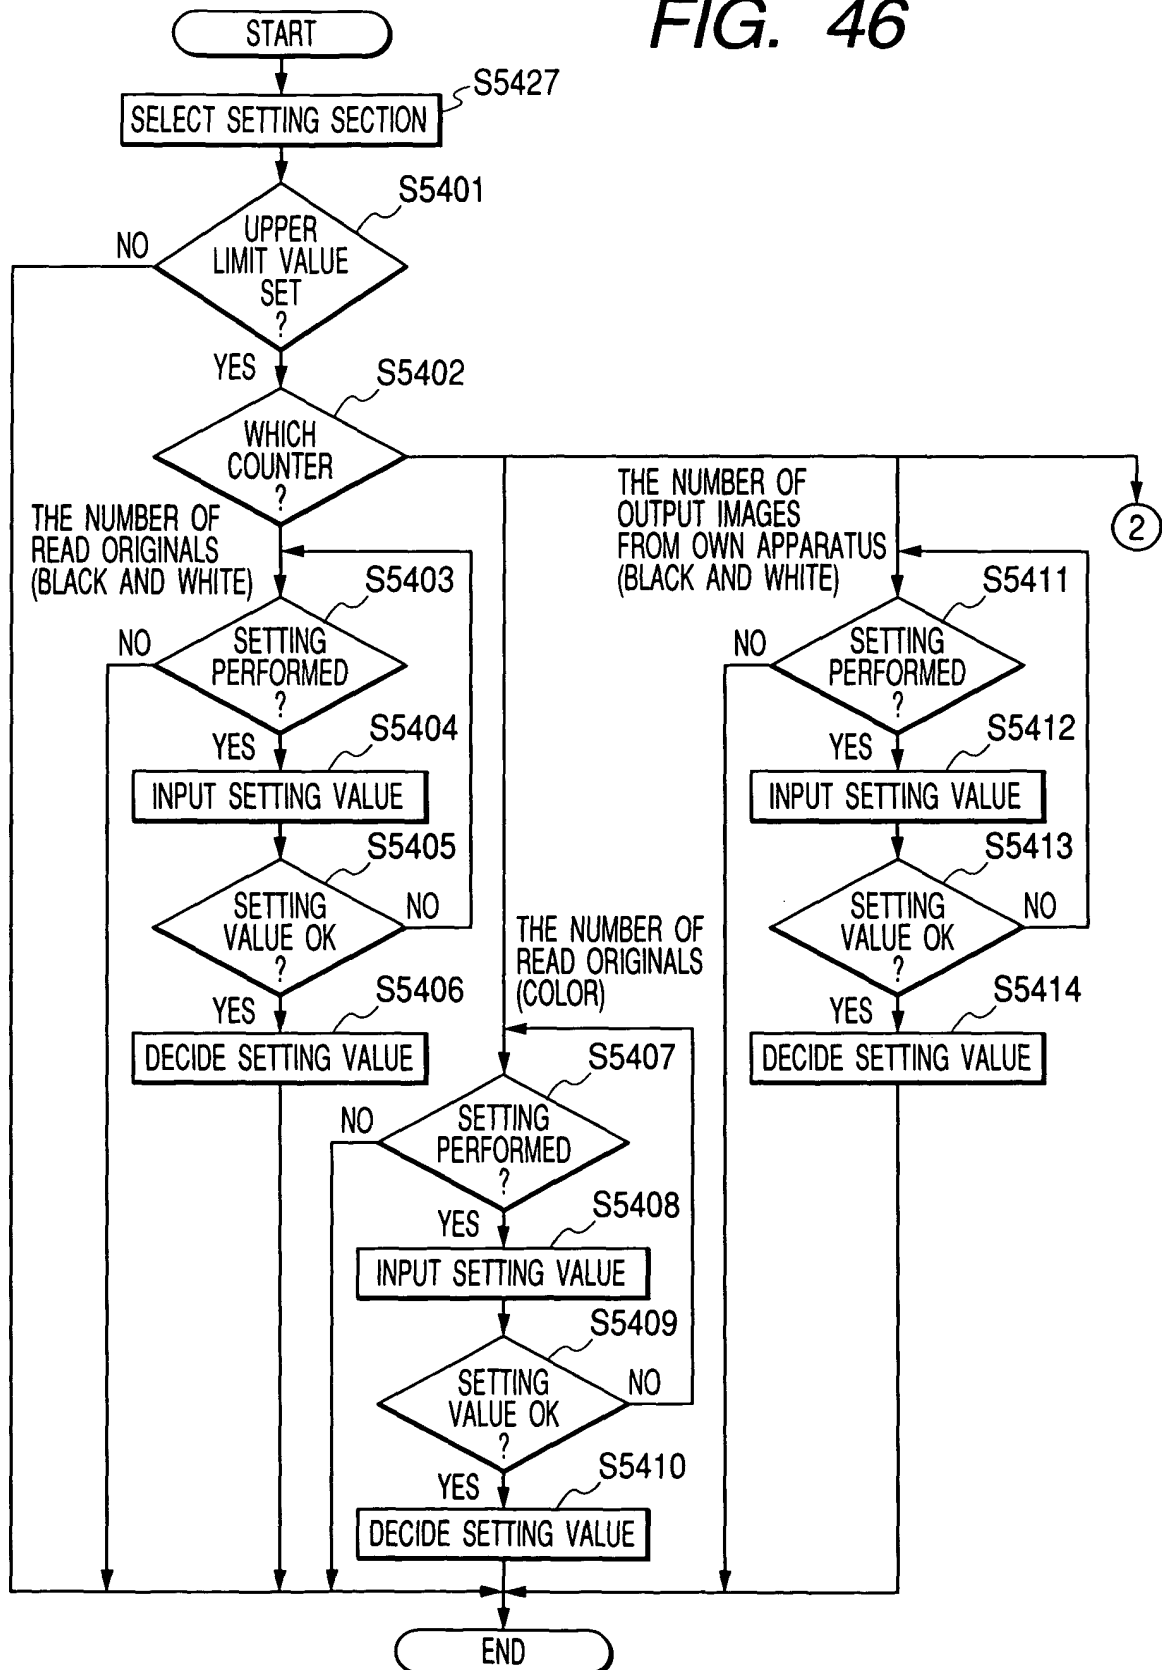 FIG. 46
START
S5427
SELECT SETTING SECTION
S5401
UPPER
LIMIT VALUE
SET
?
NO
YES
S5402
WHICH
COUNTER
?
2
THE NUMBER OF
READ ORIGINALS
(BLACK AND WHITE)
S5403
SETTING
PERFORMED
?
NO
YES
S5404
INPUT SETTING VALUE
S5405
SETTING
VALUE OK
?
NO
YES
S5406
DECIDE SETTING VALUE
THE NUMBER OF
READ ORIGINALS
(COLOR)
S5407
SETTING
PERFORMED
?
NO
YES
S5408
INPUT SETTING VALUE
S5409
SETTING
VALUE OK
?
NO
YES
S5410
DECIDE SETTING VALUE
THE NUMBER OF
OUTPUT IMAGES
FROM OWN APPARATUS
(BLACK AND WHITE)
S5411
SETTING
PERFORMED
?
NO
YES
S5412
INPUT SETTING VALUE
S5413
SETTING
VALUE OK
?
NO
YES
S5414
DECIDE SETTING VALUE
END